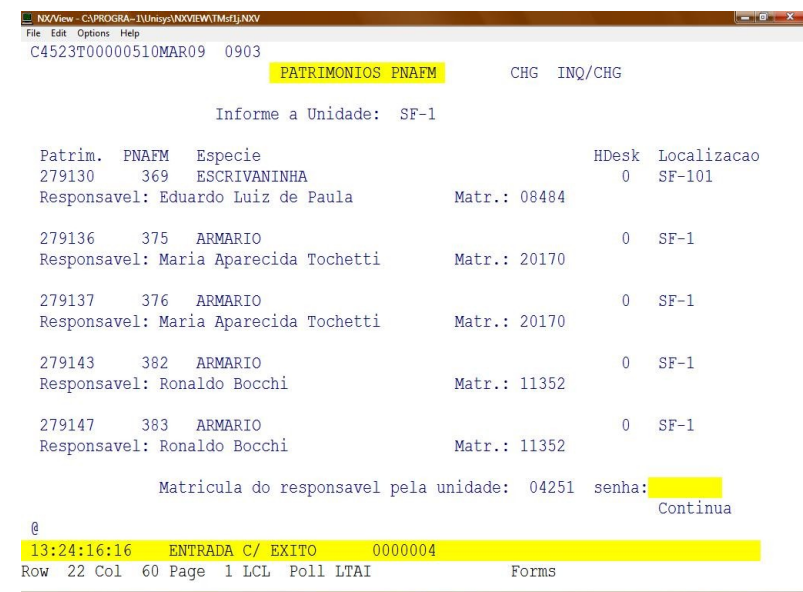 NX/View - C:\PROGRA~1\Unisys\NXVIEW\TMsf1j.NXV
File Edit Options Help
C4523T00000510MAR09 0903
PATRIMONIOS PNAFM CHG INQ/CHG
Informe a Unidade: SF-1
Patrim. PNAFM Especie HDesk Localizacao
279130 369 ESCRIVANINHA 0 SF-101
Responsavel: Eduardo Luiz de Paula Matr.: 08484
279136 375 ARMARIO 0 SF-1
Responsavel: Maria Aparecida Tochetti Matr.: 20170
279137 376 ARMARIO 0 SF-1
Responsavel: Maria Aparecida Tochetti Matr.: 20170
279143 382 ARMARIO 0 SF-1
Responsavel: Ronaldo Bocchi Matr.: 11352
279147 383 ARMARIO 0 SF-1
Responsavel: Ronaldo Bocchi Matr.: 11352
Matricula do responsavel pela unidade: 04251 senha:
Continua
@
13:24:16:16 ENTRADA C/ EXITO 0000004
Row 22 Col 60 Page 1 LCL Poll LTAI Forms